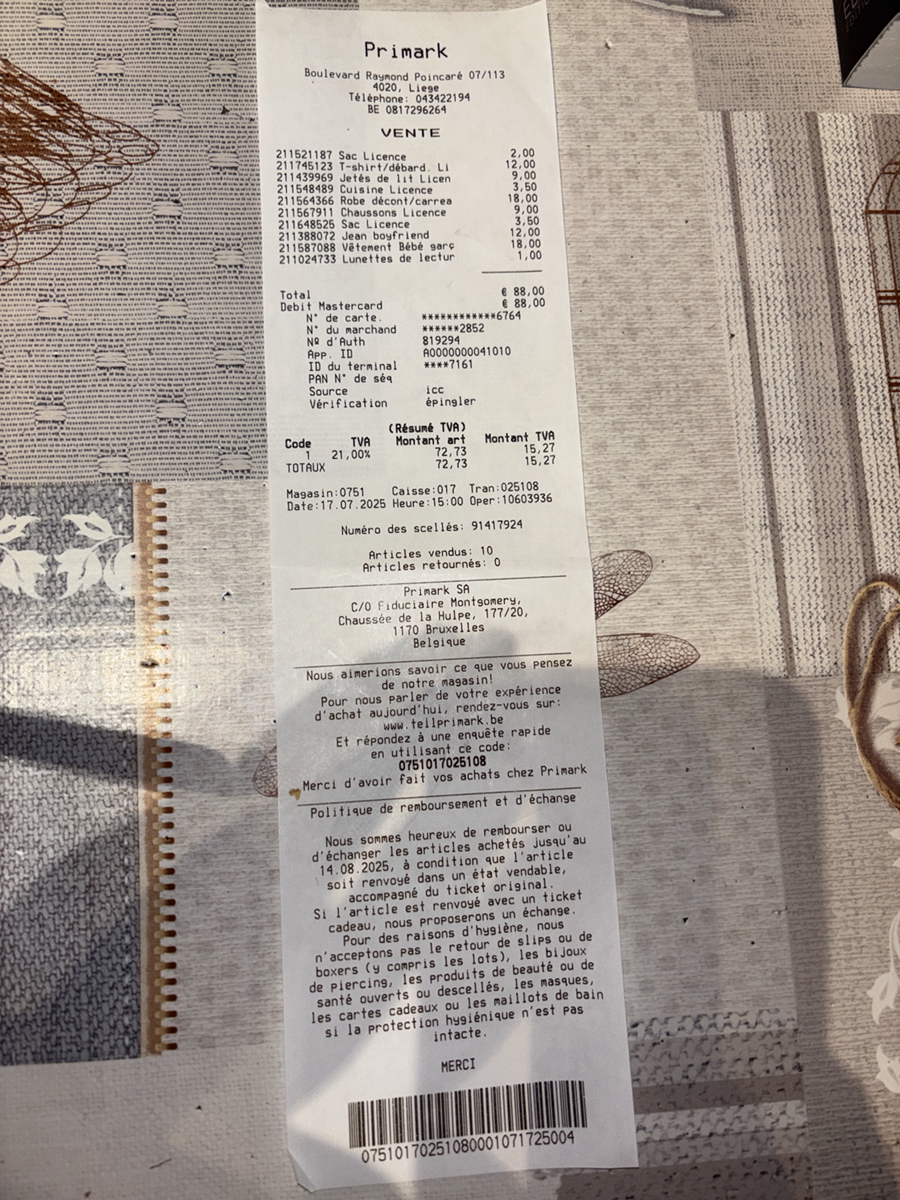 Primark
Boulevard Raymond Poincaré 07/113
4020, Liege
Téléphone: 043422194
BE 0817296264
VENTE
211521187 Sac Licence 2,00
211745123 T-shirt/débard. Li 12,00
211439969 Jetés de lit Licen 9,00
211548489 Cuisine Licence 3,50
211564366 Robe décont/carrea 18,00
211567911 Chaussons Licence 9,00
211648525 Sac Licence 3,50
211388072 Jean boyfriend 12,00
211587088 Vêtement Bébé garç 18,00
211024733 Lunettes de lectur 1,00
Total € 88,00
Debit Mastercard € 88,00
N° de carte. ************6764
N° du marchand ******2852
Nº d'Auth 819294
App. ID A0000000041010
ID du terminal ****7161
PAN N° de séq
Source icc
Vérification épingler
(Résumé TVA)
Code TVA Montant art Montant TVA
1 21,00% 72,73 15,27
TOTAUX 72,73 15,27
Magasin:0751 Caisse:017 Tran:025108
Date:17.07.2025 Heure:15:00 Oper:10603936
Numéro des scellés: 91417924
Articles vendus: 10
Articles retournés: 0
Primark SA
C/O Fiduciaire Montgomery,
Chaussée de la Hulpe, 177/20,
1170 Bruxelles
Belgique
Nous aimerions savoir ce que vous pensez
de notre magasin!
Pour nous parler de votre expérience
d'achat aujourd'hui, rendez-vous sur:
www.tellprimark.be
Et répondez à une enquête rapide
en utilisant ce code:
0751017025108
Merci d'avoir fait vos achats chez Primark
Politique de remboursement et d'échange
Nous sommes heureux de rembourser ou
d'échanger les articles achetés jusqu'au
14.08.2025, à condition que l'article
soit renvoyé dans un état vendable,
accompagné du ticket original.
Si l'article est renvoyé avec un ticket
cadeau, nous proposerons un échange.
Pour des raisons d'hygiène, nous
n'acceptons pas le retour de slips ou de
boxers (y compris les lots), les bijoux
de piercing, les produits de beauté ou de
santé ouverts ou descellés, les masques,
les cartes cadeaux ou les maillots de bain
si la protection hygiénique n'est pas
intacte.
MERCI
07510170251080001071725004